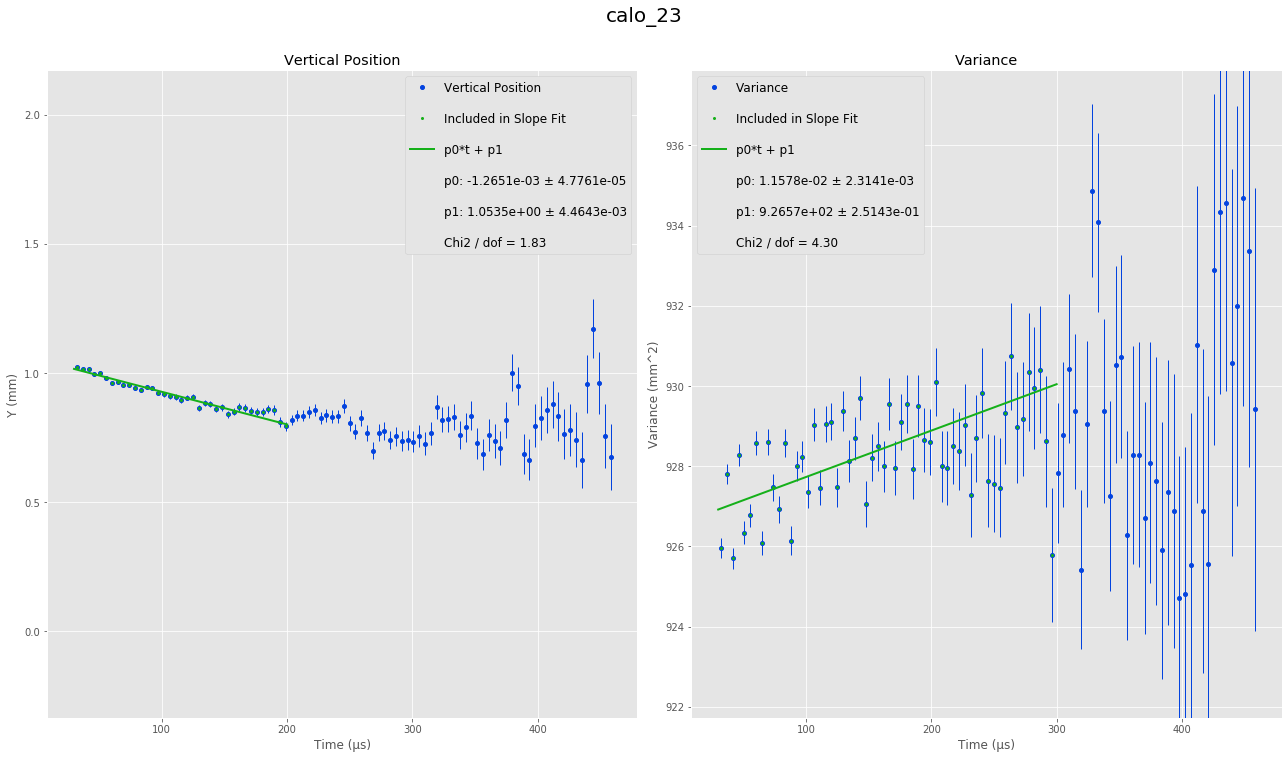 calo_23
Vertical Position
Vertical Position
Included in Slope Fit
p0*t + p1
p0: -1.2651e-03 ± 4.7761e-05
p1: 1.0535e+00 ± 4.4643e-03
Chi2 / dof = 1.83
2.0
1.5
1.0
0.5
0.0
Y (mm)
100
200
300
400
Time (µs)
Variance
Variance
Included in Slope Fit
p0*t + p1
p0: 1.1578e-02 ± 2.3141e-03
p1: 9.2657e+02 ± 2.5143e-01
Chi2 / dof = 4.30
936
934
932
930
928
926
924
922
Variance (mm^2)
100
200
300
400
Time (µs)